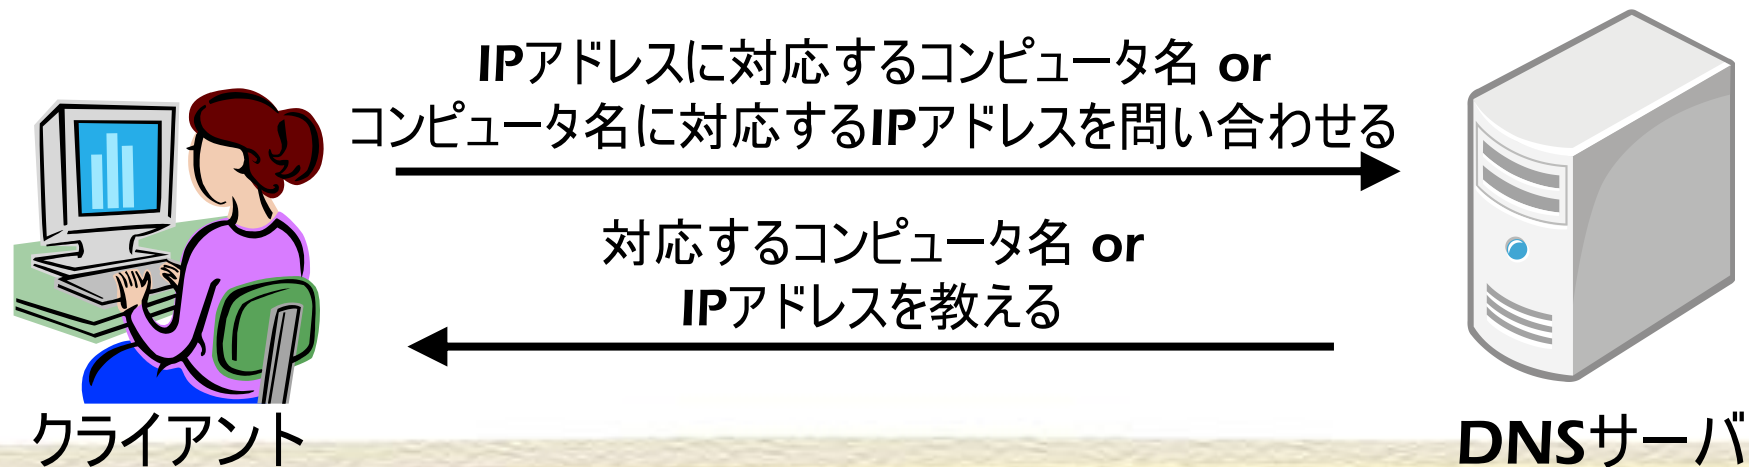 IPアドレスに対応するコンピュータ名 or
コンピュータ名に対応するIPアドレスを問い合わせる
対応するコンピュータ名 or
IPアドレスを教える
クライアント
DNSサーバ